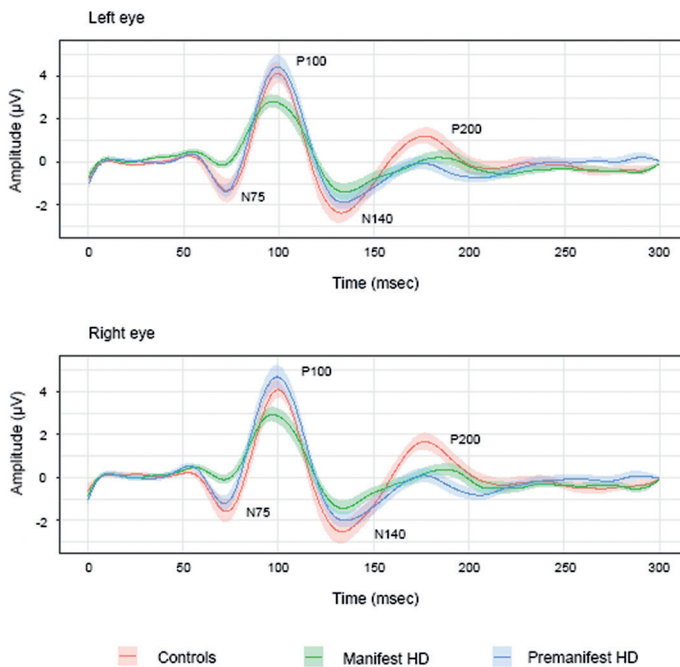 Left eye
P100
4
P200
2
0
-2
N75
N140
Amplitude (µV)
0 50 100 150 200 250 300
Time (msec)
Right eye
P100
4
P200
2
0
-2
N75
N140
Amplitude (µV)
0 50 100 150 200 250 300
Time (msec)
Controls Manifest HD Premanifest HD